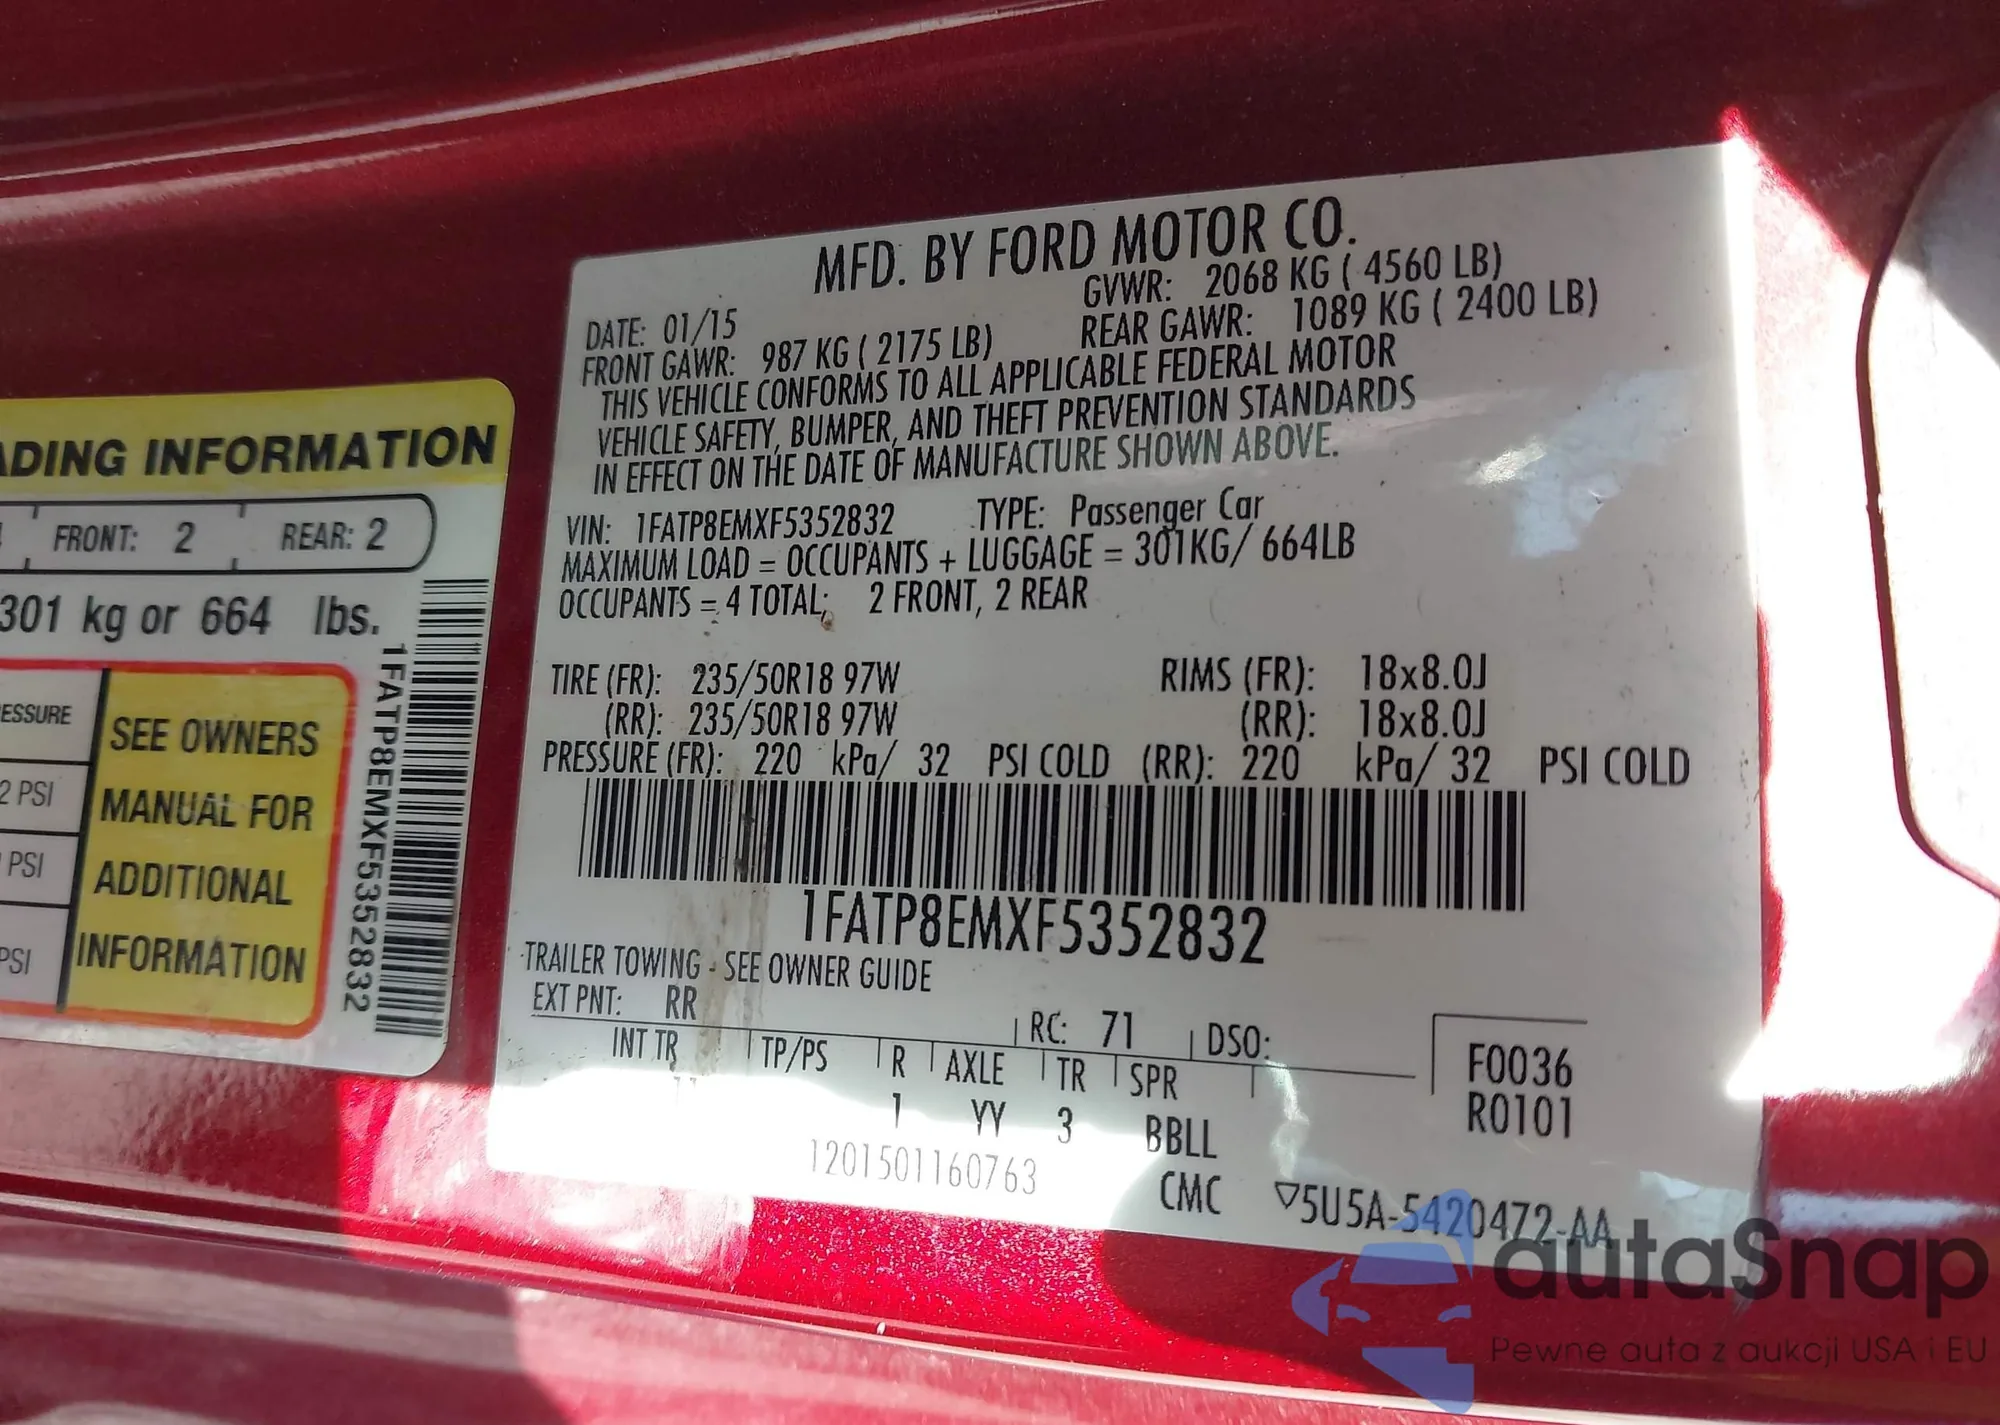 ADING INFORMATION
FRONT: 2 REAR: 2
301 kg or 664 lbs.
ESSURE
2 PSI
PSI
PSI
SEE OWNERS
MANUAL FOR
ADDITIONAL
INFORMATION
1FATP8EMXF5352832
MFD. BY FORD MOTOR CO.
DATE: 01/15 GVWR: 2068 KG ( 4560 LB)
FRONT GAWR: 987 KG ( 2175 LB) REAR GAWR: 1089 KG ( 2400 LB)
THIS VEHICLE CONFORMS TO ALL APPLICABLE FEDERAL MOTOR
VEHICLE SAFETY, BUMPER, AND THEFT PREVENTION STANDARDS
IN EFFECT ON THE DATE OF MANUFACTURE SHOWN ABOVE.
VIN: 1FATP8EMXF5352832 TYPE: Passenger Car
MAXIMUM LOAD = OCCUPANTS + LUGGAGE = 301KG/ 664LB
OCCUPANTS = 4 TOTAL; 2 FRONT, 2 REAR
TIRE (FR): 235/50R18 97W RIMS (FR): 18x8.0J
(RR): 235/50R18 97W (RR): 18x8.0J
PRESSURE (FR): 220 kPa/ 32 PSI COLD (RR): 220 kPa/ 32 PSI COLD
1FATP8EMXF5352832
TRAILER TOWING - SEE OWNER GUIDE
EXT PNT: RR RC: 71 DSO:
INT TR TP/PS R AXLE TR SPR
1 YY 3 BBLL
F0036
R0101
1201501160763
CMC ▽5U5A-5420472-AA
autaSnap
Pewne auta z aukcji USA i EU